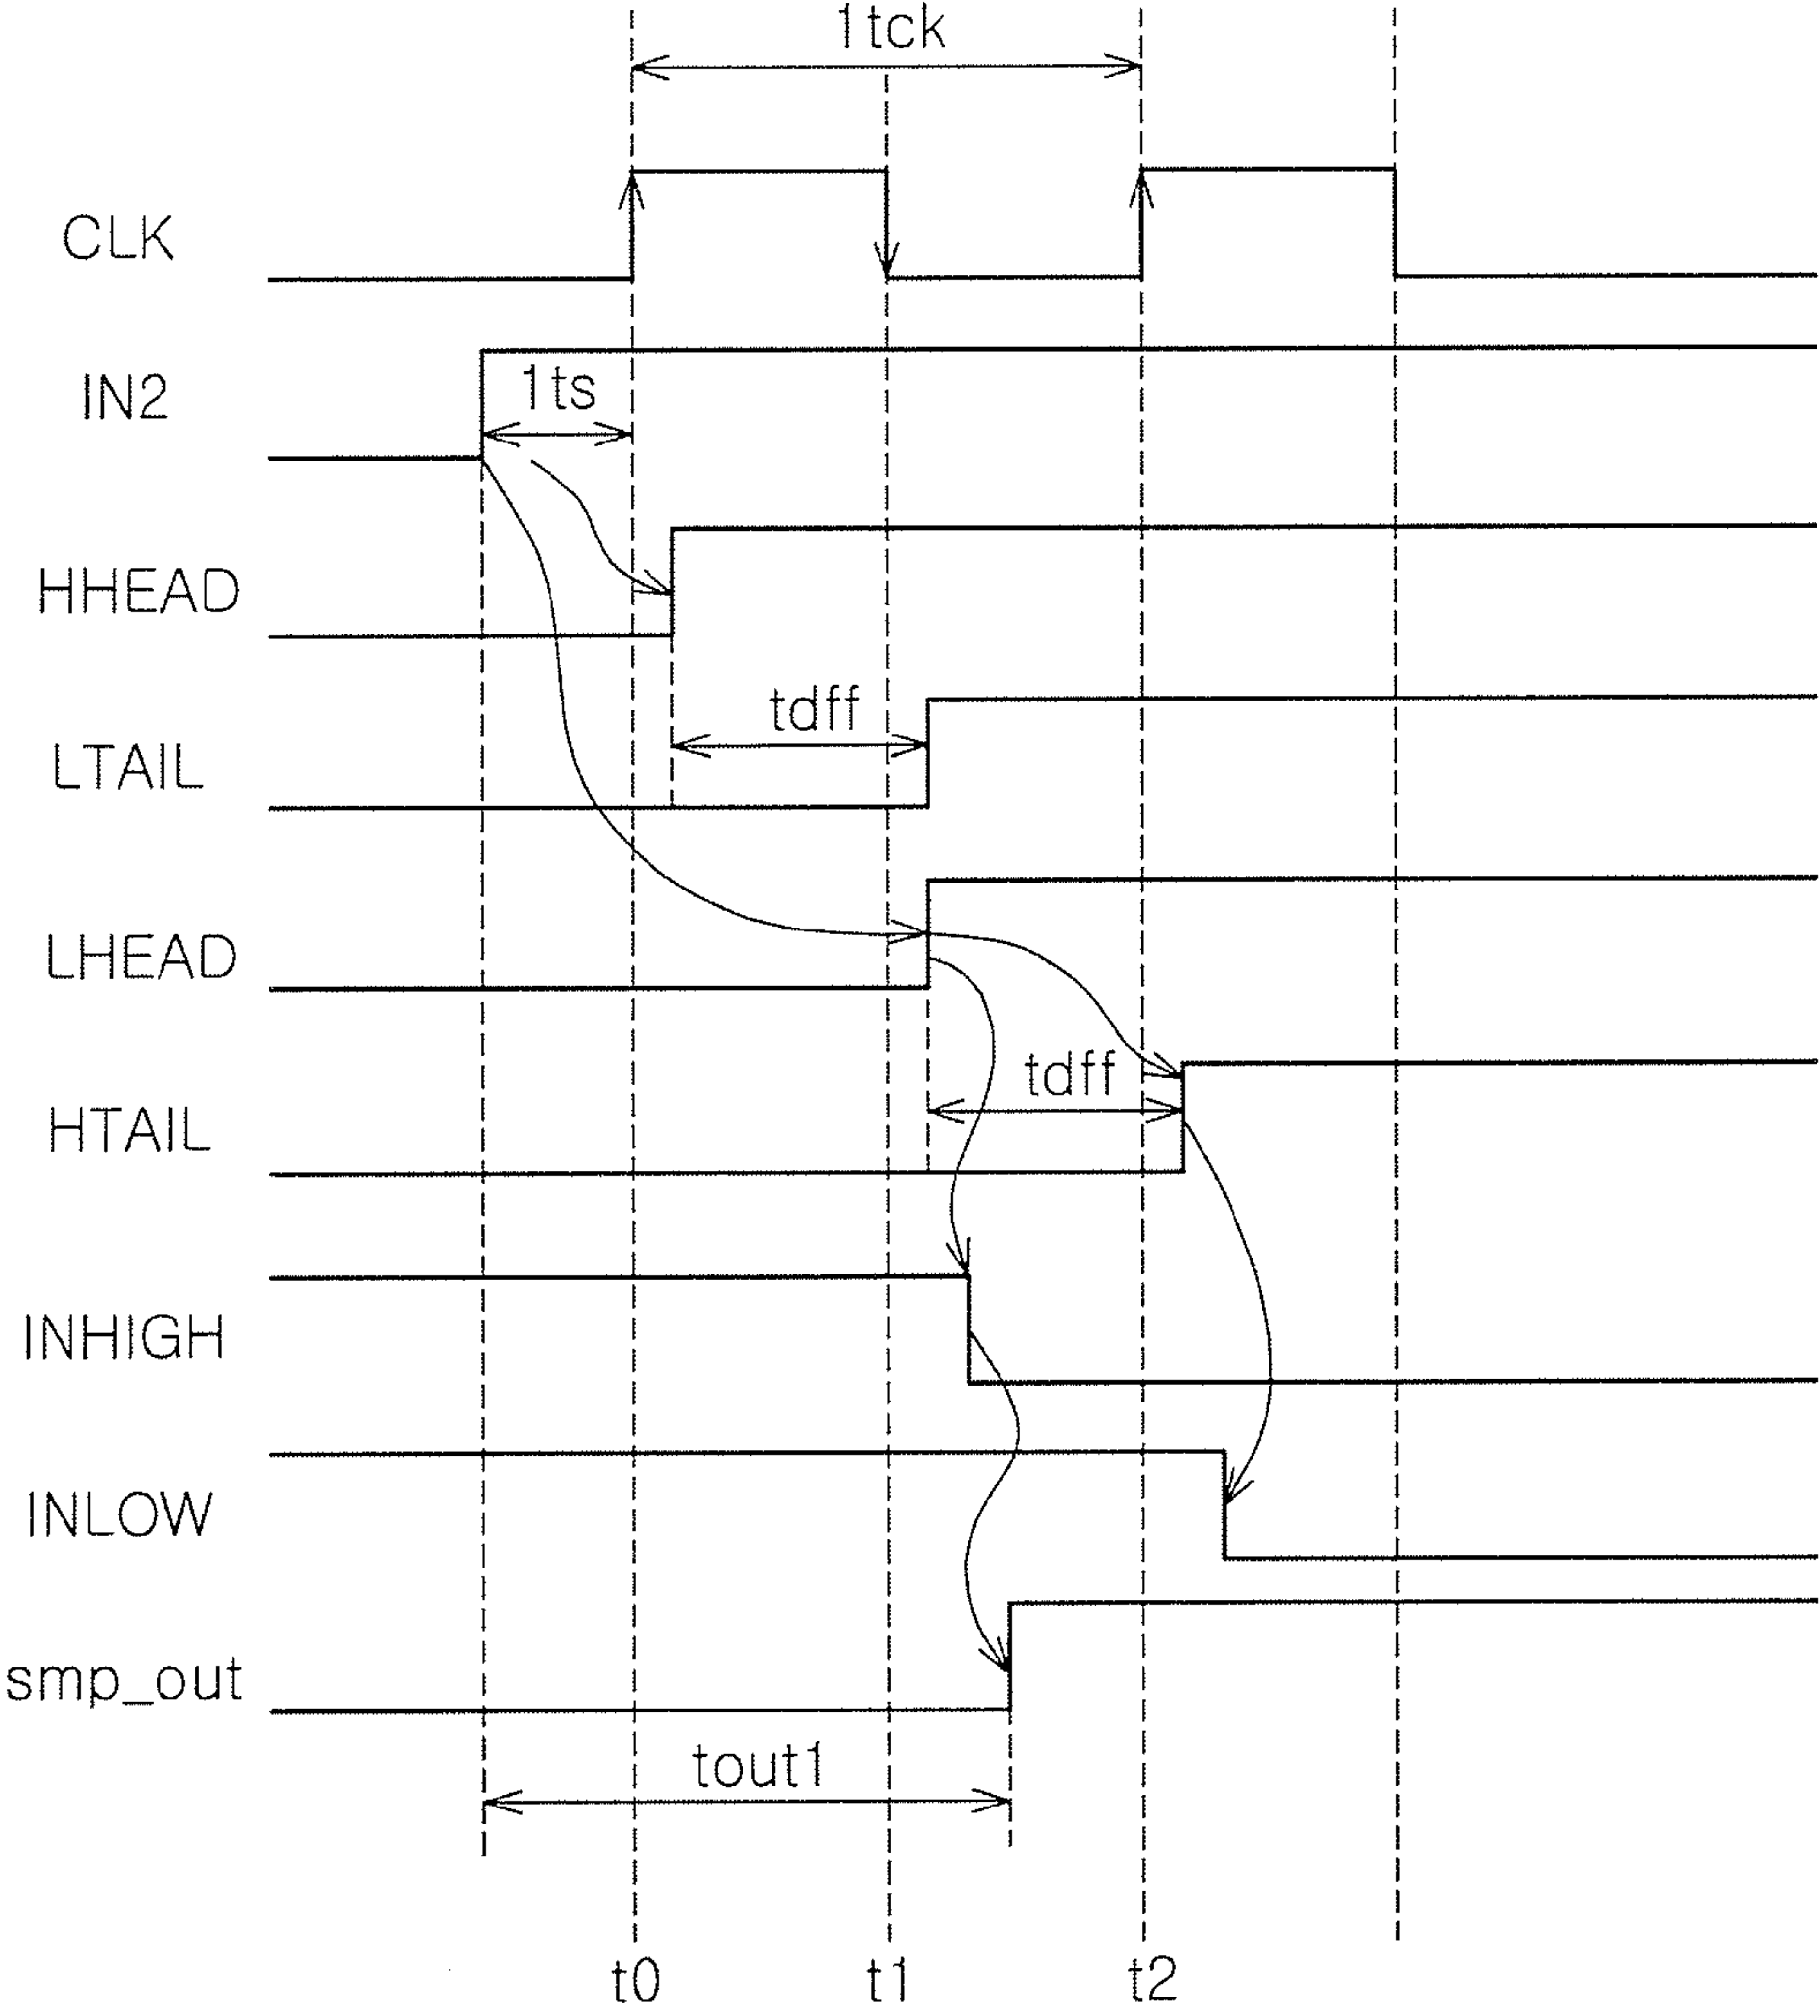 1tck
CLK
IN2
1ts
HHEAD
tdff
LTAIL
LHEAD
tdff
HTAIL
INHIGH
INLOW
smp_out
tout1
t0 t1 t2